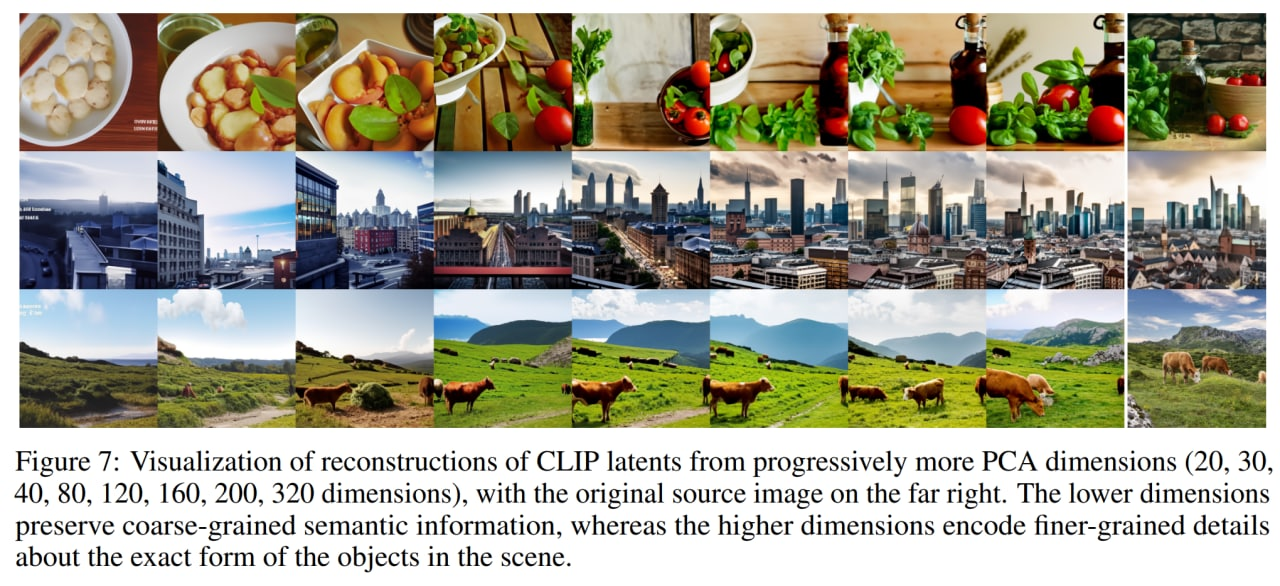 Figure 7: Visualization of reconstructions of CLIP latents from progressively more PCA dimensions (20, 30,
40, 80, 120, 160, 200, 320 dimensions), with the original source image on the far right. The lower dimensions
preserve coarse-grained semantic information, whereas the higher dimensions encode finer-grained details
about the exact form of the objects in the scene.